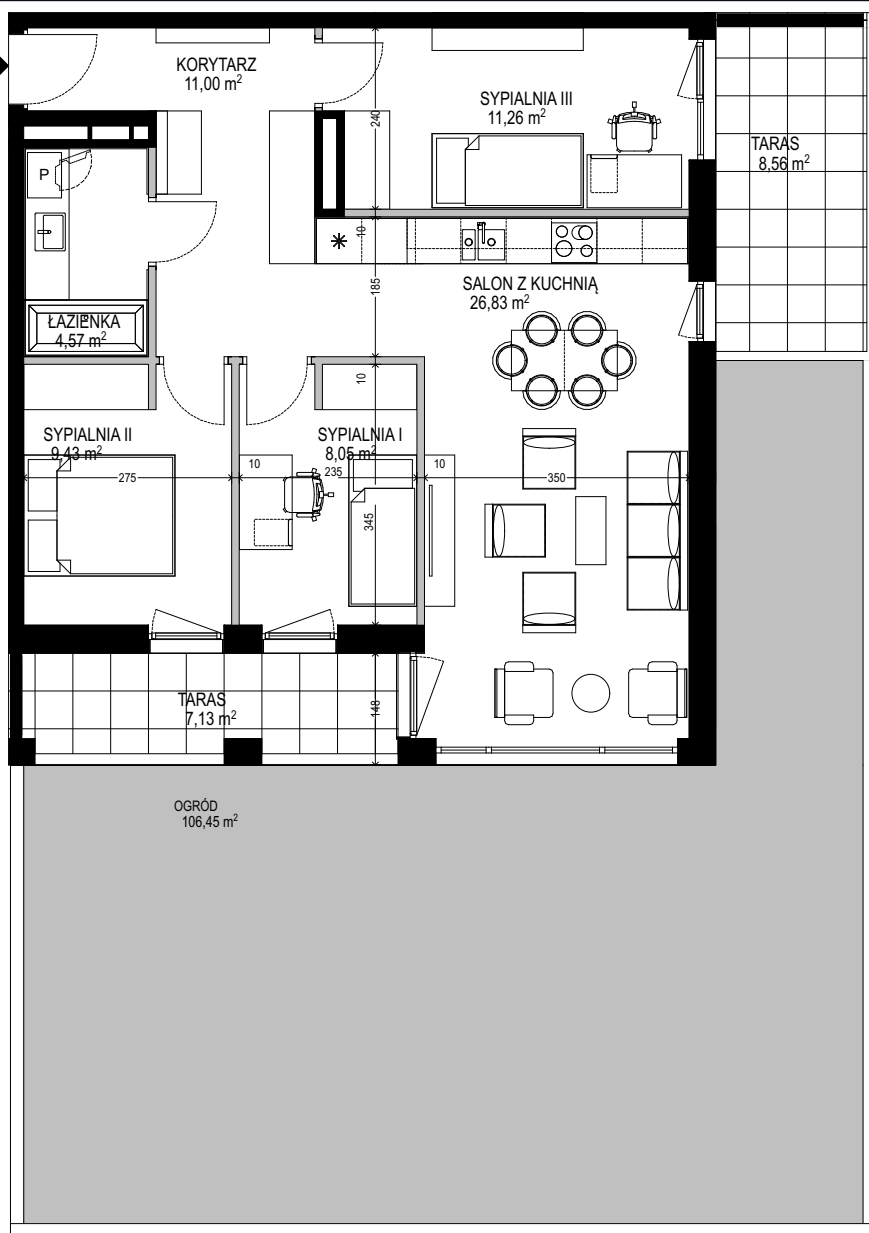 KORYTARZ
11,00 m²
SYPIALNIA III
11,26 m²
240
TARAS
8,56 m²
P
10
185
SALON Z KUCHNIĄ
26,83 m²
ŁAZIENKA
4,57 m²
10
SYPIALNIA II
9,43 m²
SYPIALNIA I
8,05 m²
275
10
235
10
350
345
TARAS
7,13 m²
148
OGRÓD
106,45 m²